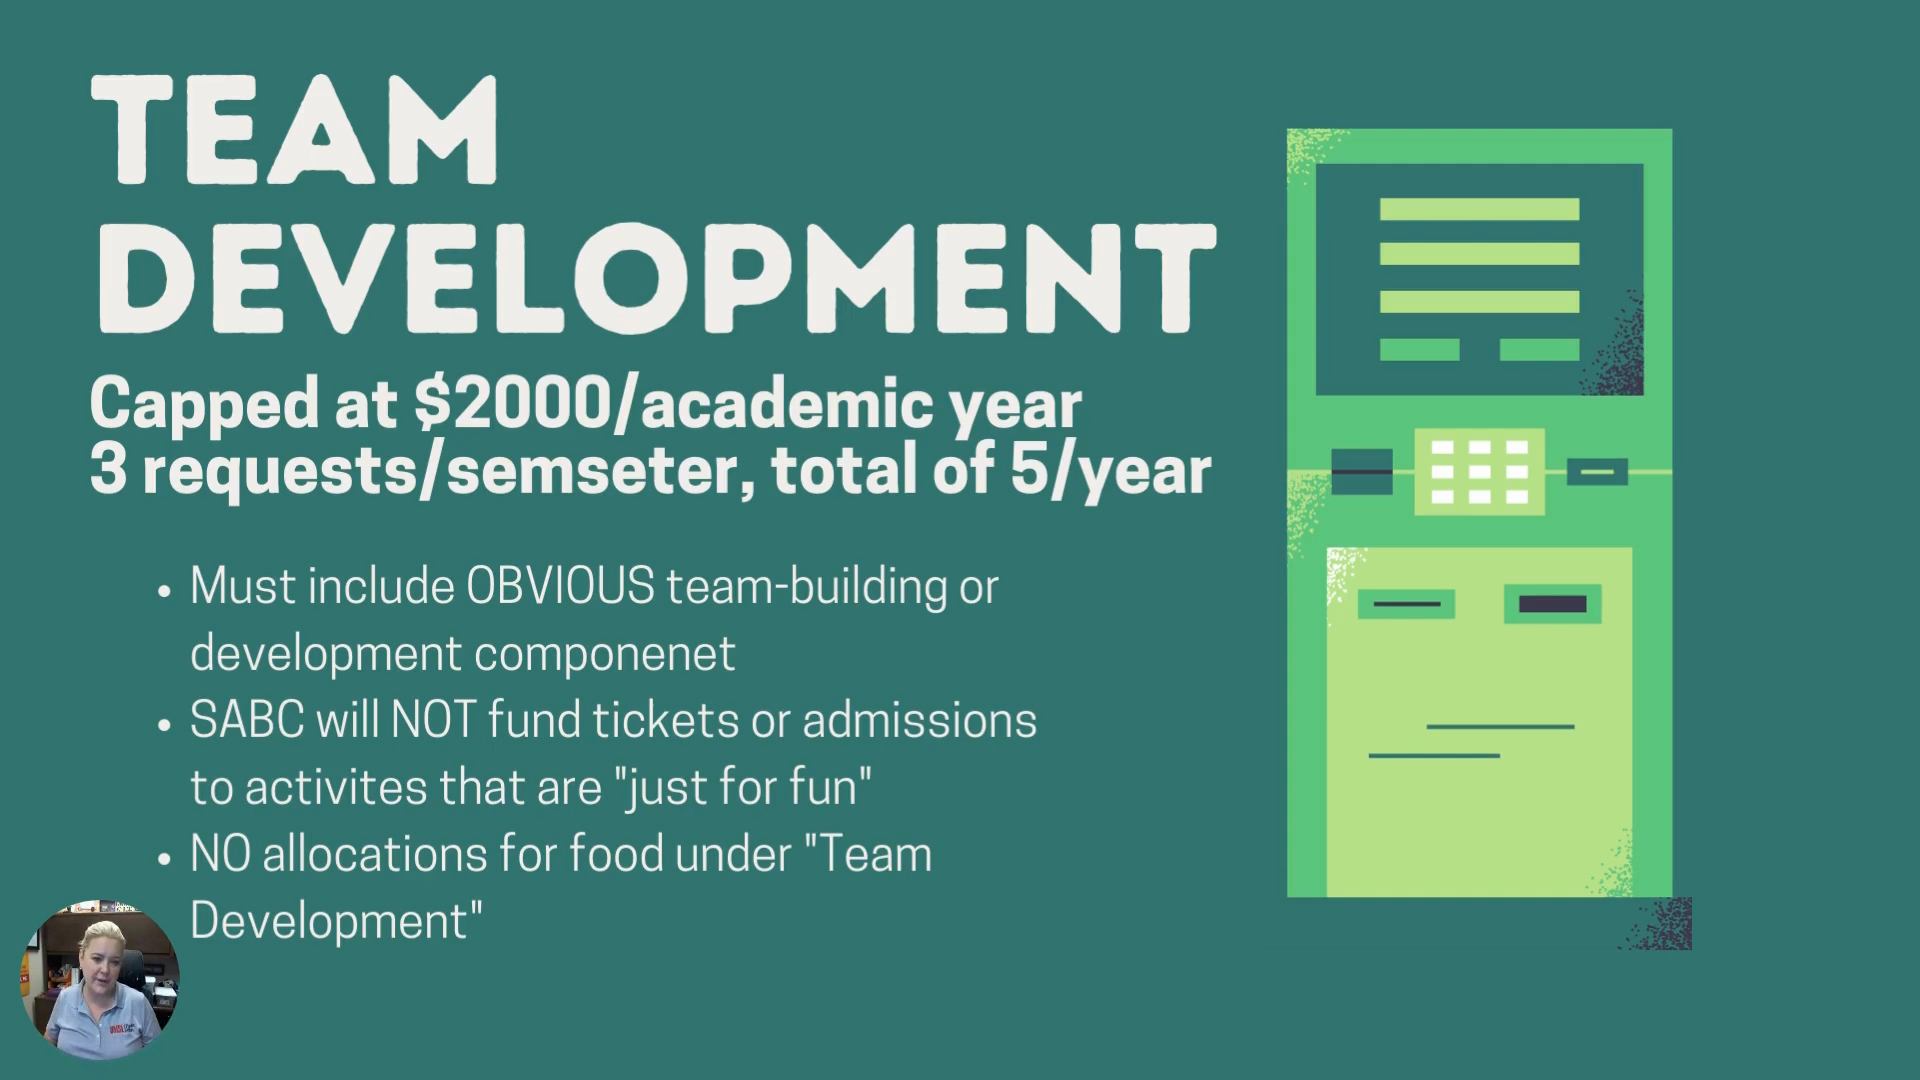 TEAM
DEVELOPMENT
Capped at $2000/academic year
3 requests/semseter, total of 5/year
• Must include OBVIOUS team-building or
development componenet
• SABC will NOT fund tickets or admissions
to activites that are "just for fun"
• NO allocations for food under "Team
Development"